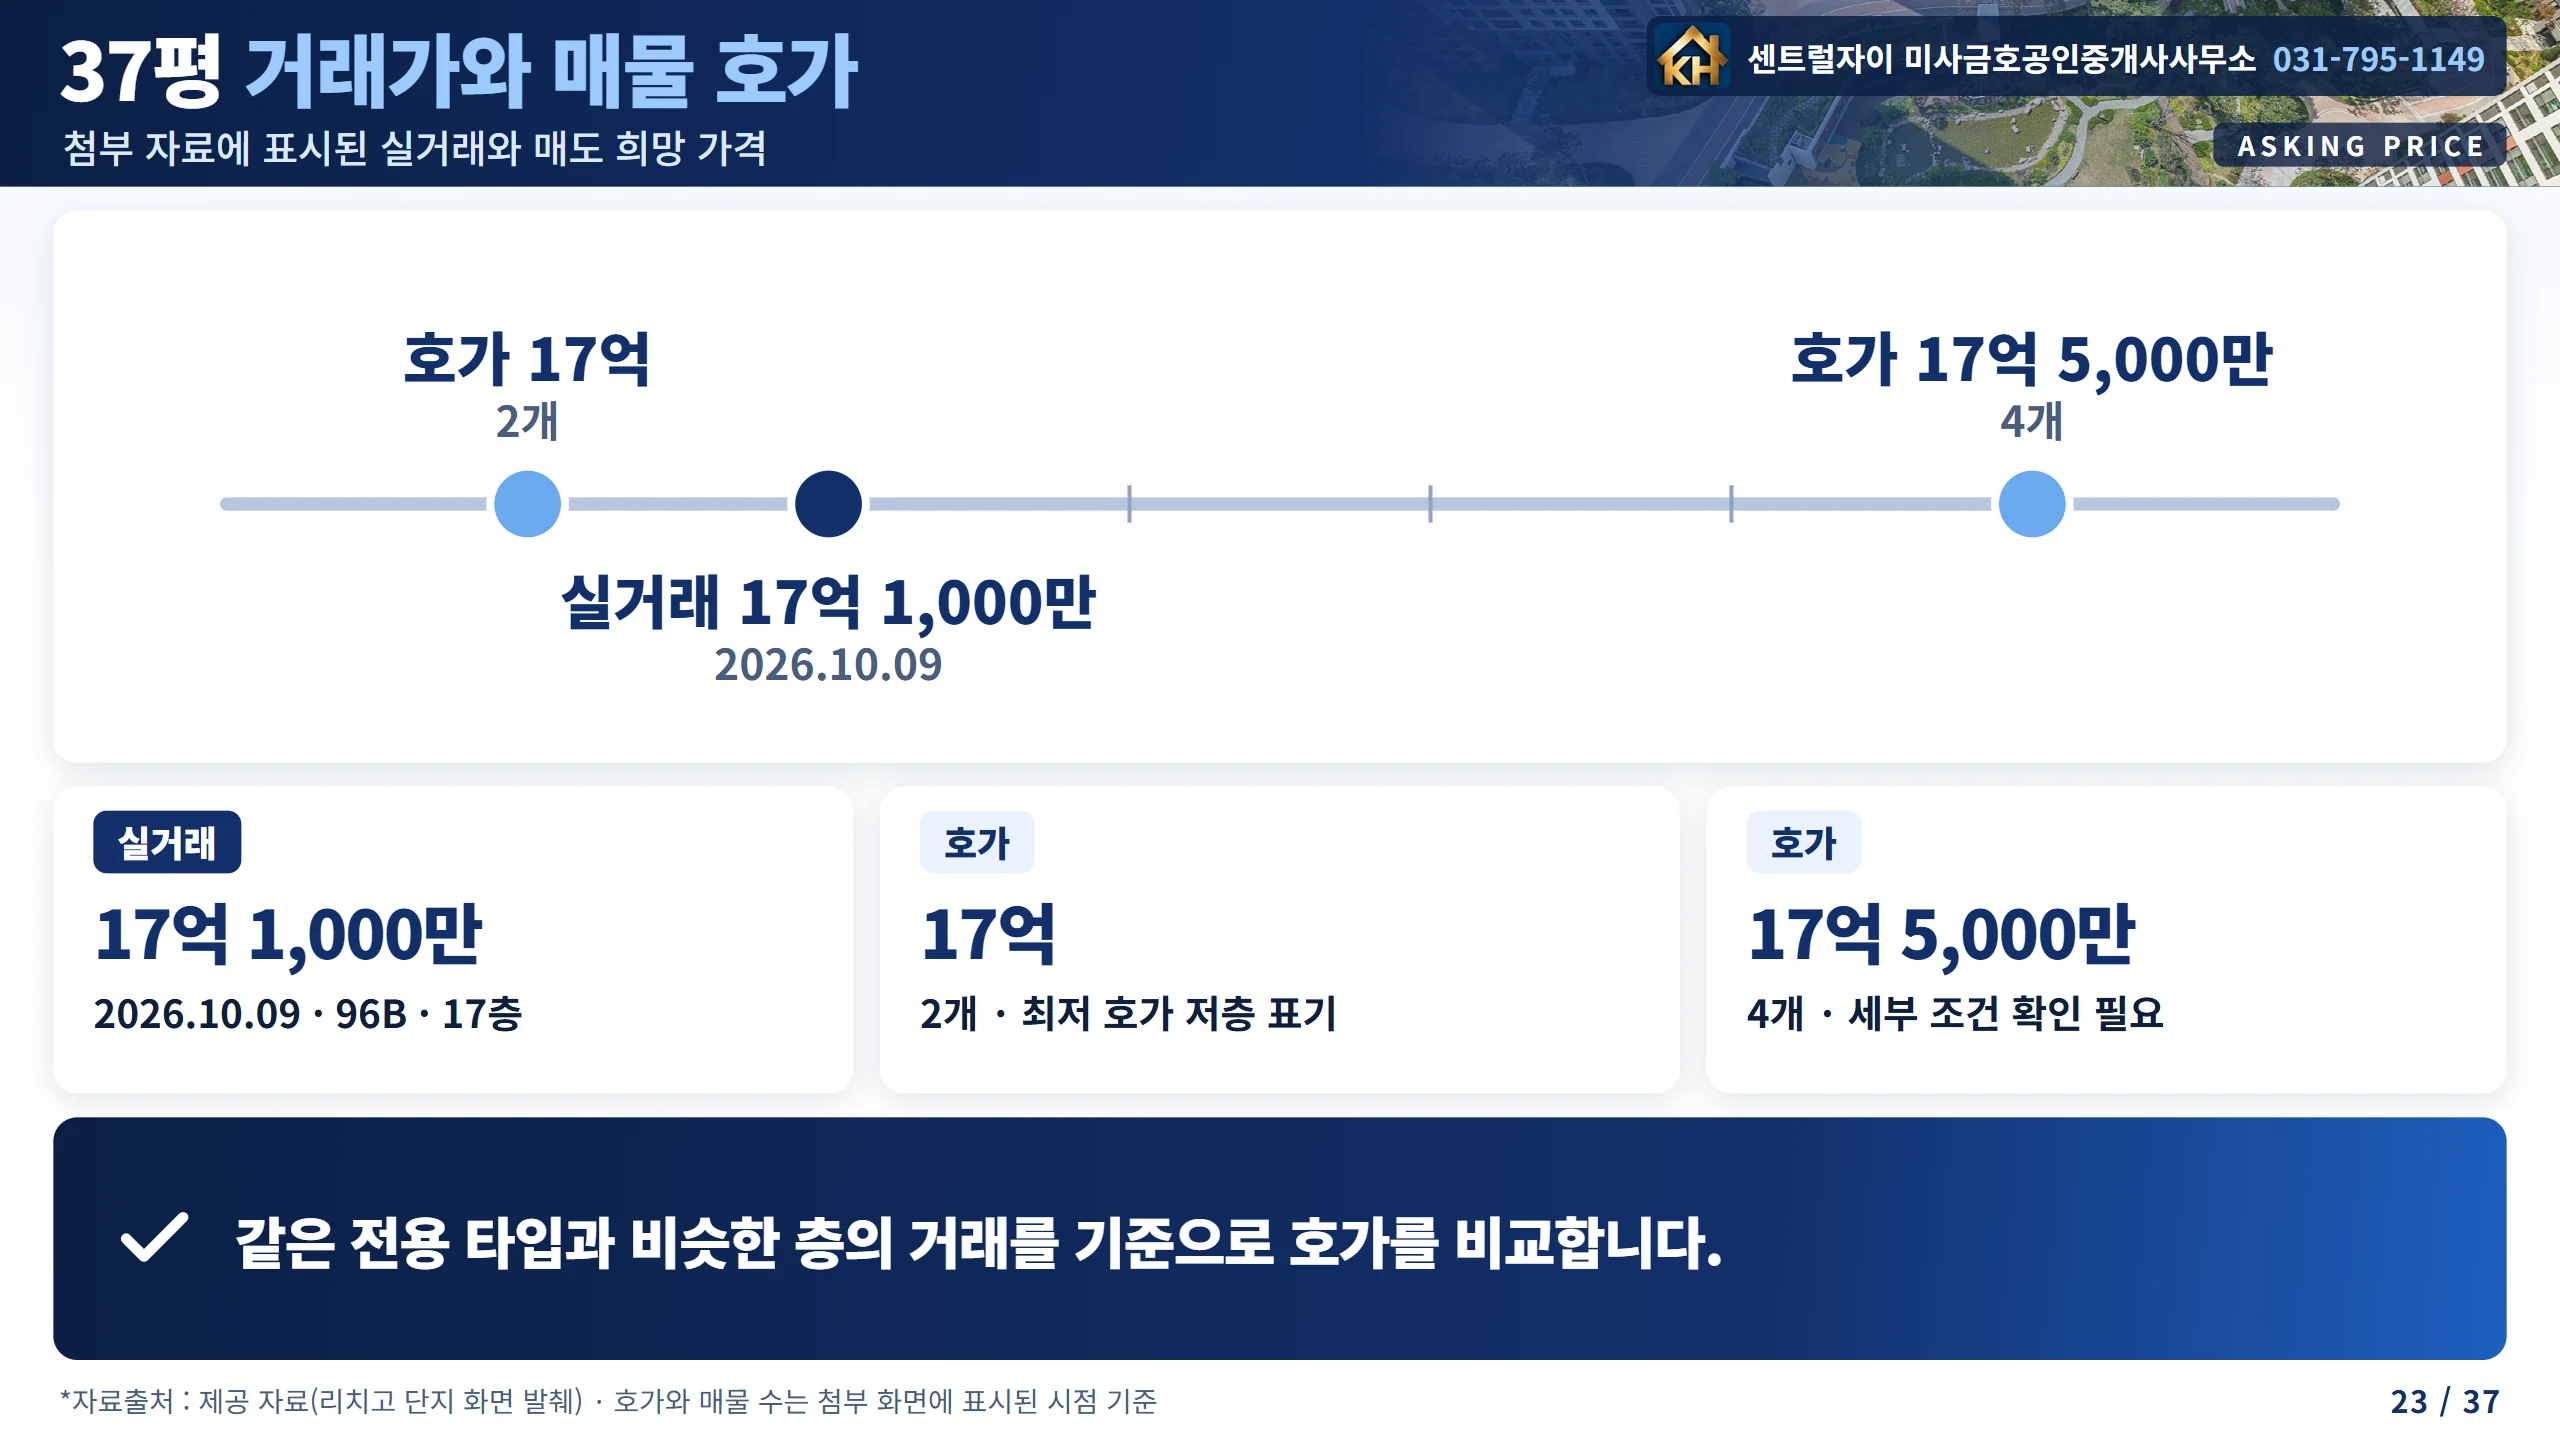 37평 거래가와 매물 호가
첨부 자료에 표시된 실거래와 매도 희망 가격
KH
센트럴자이 미사금호공인중개사사무소 031-795-1149
ASKING PRICE
호가 17억
2개
호가 17억 5,000만
4개
실거래 17억 1,000만
2026.10.09
실거래
17억 1,000만
2026.10.09 · 96B · 17층
호가
17억
2개 · 최저 호가 저층 표기
호가
17억 5,000만
4개 · 세부 조건 확인 필요
같은 전용 타입과 비슷한 층의 거래를 기준으로 호가를 비교합니다.
*자료출처 : 제공 자료(리치고 단지 화면 발췌) · 호가와 매물 수는 첨부 화면에 표시된 시점 기준
23 / 37